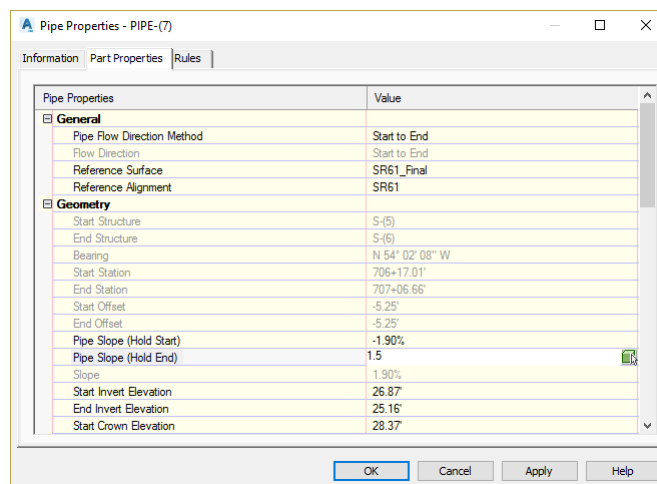 Pipe Properties - PIPE-(7)
Information Part Properties Rules
Pipe Properties Value
General
Pipe Flow Direction Method Start to End
Flow Direction Start to End
Reference Surface SR61_Final
Reference Alignment SR61
Geometry
Start Structure S-(5)
End Structure S-(6)
Bearing N 54° 02' 08" W
Start Station 706+17.01'
End Station 707+06.66'
Start Offset -5.25'
End Offset -5.25'
Pipe Slope (Hold Start) -1.90%
Pipe Slope (Hold End) 1.5
Slope 1.90%
Start Invert Elevation 26.87'
End Invert Elevation 25.16'
Start Crown Elevation 28.37'
OK Cancel Apply Help